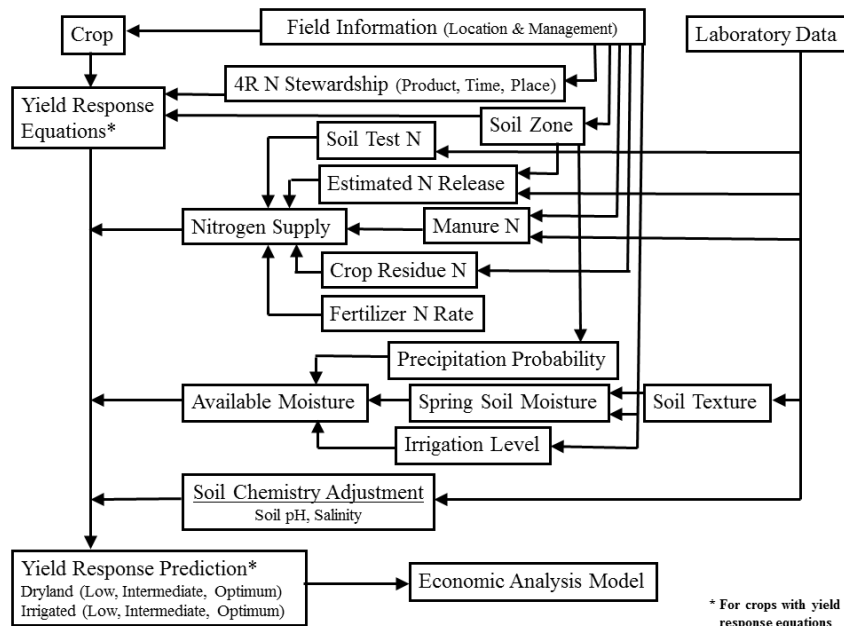 Field Information (Location & Management)
Crop
Laboratory Data
4R N Stewardship (Product, Time, Place)
Yield Response
Equations*
Soil Zone
Soil Test N
Estimated N Release
Nitrogen Supply
Manure N
Crop Residue N
Fertilizer N Rate
Precipitation Probability
Available Moisture
Spring Soil Moisture
Soil Texture
Irrigation Level
Soil Chemistry Adjustment
Soil pH, Salinity
Yield Response Prediction*
Dryland (Low, Intermediate, Optimum)
Irrigated (Low, Intermediate, Optimum)
Economic Analysis Model
* For crops with yield
response equations